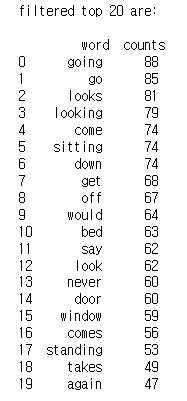 filtered top 20 are:
word counts
0 going 88
1 go 85
2 looks 81
3 looking 79
4 come 74
5 sitting 74
6 down 74
7 get 68
8 off 67
9 would 64
10 bed 63
11 say 62
12 look 62
13 never 60
14 door 60
15 window 59
16 comes 56
17 standing 53
18 takes 49
19 again 47